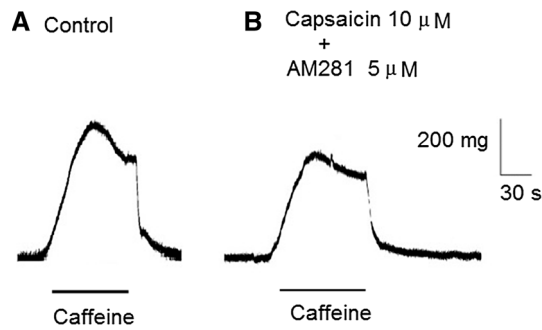 A Control
B Capsaicin 10 μM
+
AM281 5 μM
200 mg
30 s
Caffeine
Caffeine